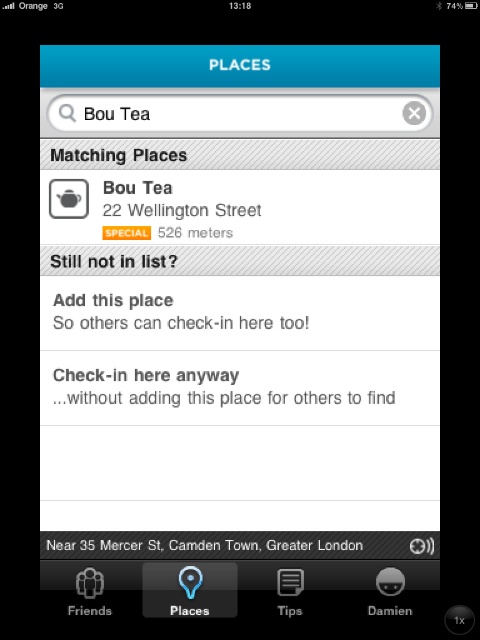 Orange 3G 13:18 74%
PLACES
Bou Tea
Matching Places
Bou Tea
22 Wellington Street
SPECIAL 526 meters
Still not in list?
Add this place
So others can check-in here too!
Check-in here anyway
...without adding this place for others to find
Near 35 Mercer St, Camden Town, Greater London
Friends Places Tips Damien
1x